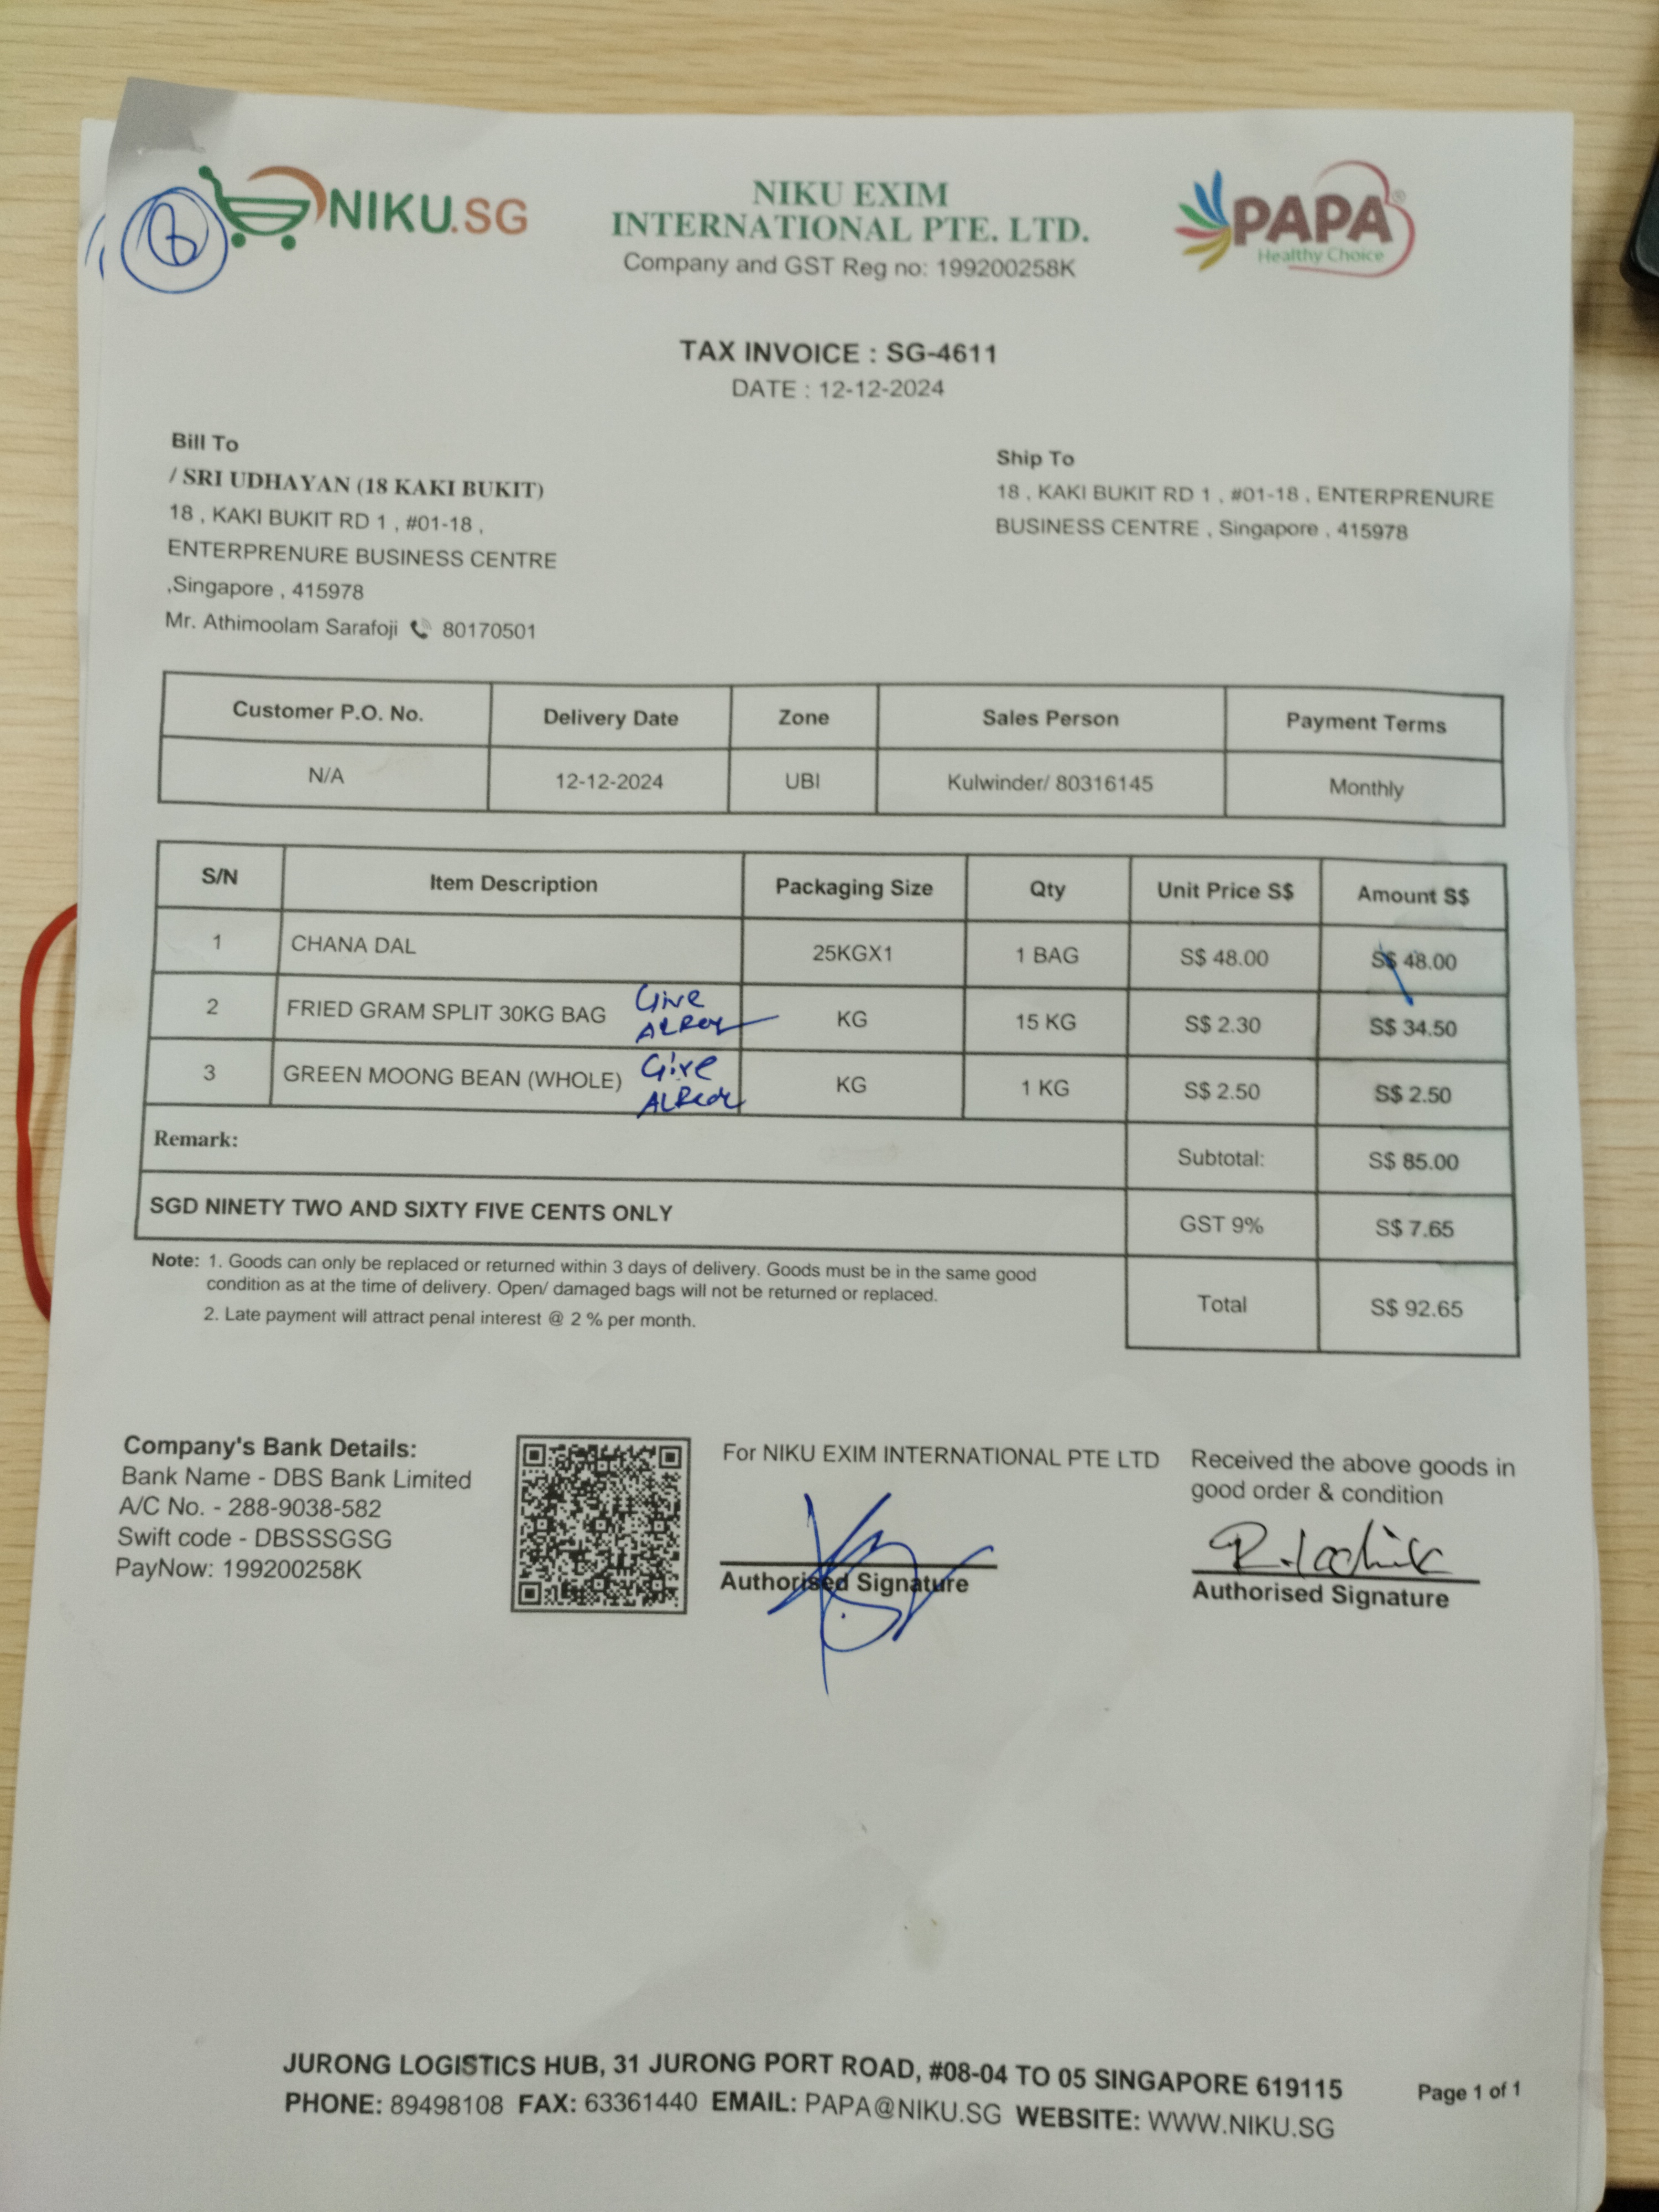 NIKU.SG
NIKU EXIM
INTERNATIONAL PTE. LTD.
Company and GST Reg no: 199200258K
PAPA®
Healthy Choice
TAX INVOICE : SG-4611
DATE : 12-12-2024
Bill To
/ SRI UDHAYAN (18 KAKI BUKIT)
18 , KAKI BUKIT RD 1 , #01-18 ,
ENTERPRENURE BUSINESS CENTRE
,Singapore , 415978
Mr. Athimoolam Sarafoji 80170501
Ship To
18 , KAKI BUKIT RD 1 , #01-18 , ENTERPRENURE
BUSINESS CENTRE , Singapore , 415978
Customer P.O. No. Delivery Date Zone Sales Person Payment Terms
N/A 12-12-2024 UBI Kulwinder/ 80316145 Monthly
S/N Item Description Packaging Size Qty Unit Price S$ Amount S$
1 CHANA DAL 25KGX1 1 BAG S$ 48.00 S$ 48.00
2 FRIED GRAM SPLIT 30KG BAG Give KG 15 KG S$ 2.30 S$ 34.50
3 GREEN MOONG BEAN (WHOLE) Give KG 1 KG S$ 2.50 S$ 2.50
Remark: Subtotal: S$ 85.00
SGD NINETY TWO AND SIXTY FIVE CENTS ONLY GST 9% S$ 7.65
Total S$ 92.65
Note: 1. Goods can only be replaced or returned within 3 days of delivery. Goods must be in the same good
condition as at the time of delivery. Open/ damaged bags will not be returned or replaced.
2. Late payment will attract penal interest @ 2 % per month.
Company's Bank Details:
Bank Name - DBS Bank Limited
A/C No. - 288-9038-582
Swift code - DBSSSGSG
PayNow: 199200258K
For NIKU EXIM INTERNATIONAL PTE LTD
Authorised Signature
Received the above goods in
good order & condition
Authorised Signature
JURONG LOGISTICS HUB, 31 JURONG PORT ROAD, #08-04 TO 05 SINGAPORE 619115
PHONE: 89498108 FAX: 63361440 EMAIL: PAPA@NIKU.SG WEBSITE: WWW.NIKU.SG
Page 1 of 1